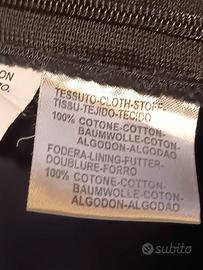 ON
O.
TESSUTO-CLOTH-STOFF-
TISSU-TEJIDO-TECIDO
100% COTONE-COTTON-
BAUMWOLLE-COTON-
ALGODON-ALGODAO
FODERA-LINING-FUTTER-
DOUBLURE-FORRO
100% COTONE-COTTON-
BAUMWOLLE-COTON-
ALGODON-ALGODAO
subito